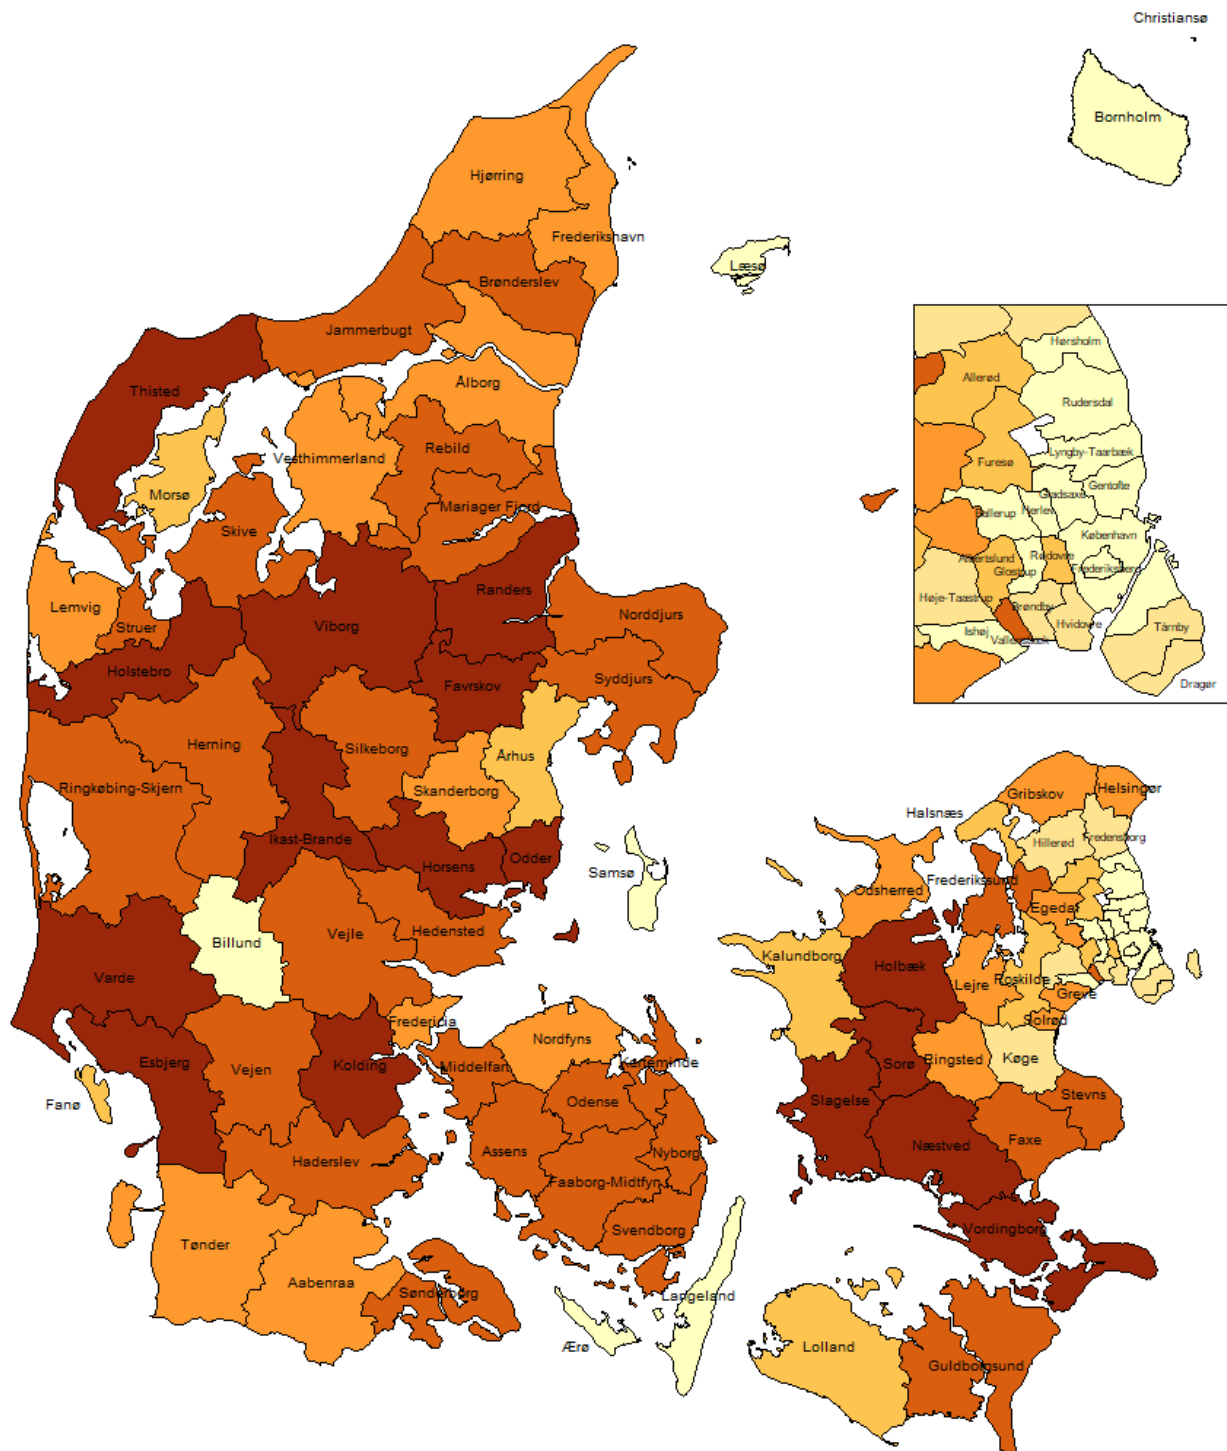 Christiansø
Bornholm
Hjørring
Frederikshavn
Læsø
Brønderslev
Jammerbugt
Hørsholm
Allerød
Thisted
Ålborg
Rudersdal
Rebild
Vesthimmerland
Lyngby-Taarbæk
Furesø
Gentofte
Morsø
Gladsaxe
Mariager Fjord
Herlev
Ballerup
Skive
København
Rødovre
Albertslund
Frederiksberg
Glostrup
Randers
Høje-Taastrup
Lemvig
Brøndby
Norddjurs
Hvidovre
Struer
Viborg
Tårnby
Ishøj
Vallensbæk
Holstebro
Syddjurs
Favrskov
Dragør
Herning
Silkeborg
Århus
Ringkøbing-Skjern
Skanderborg
Helsingør
Gribskov
Halsnæs
Fredensborg
Ikast-Brande
Hillerød
Odder
Horsens
Samsø
Frederikssund
Odsherred
Egedal
Hedensted
Vejle
Billund
Kalundborg
Holbæk
Varde
Roskilde
Lejre
Greve
Solrød
Fredericia
Nordfyns
Køge
Ringsted
Esbjerg
Kerteminde
Sorø
Middelfart
Vejen
Kolding
Stevns
Slagelse
Odense
Fanø
Faxe
Næstved
Assens
Nyborg
Haderslev
Faaborg-Midtfyn
Vordingborg
Svendborg
Tønder
Aabenraa
Sønderborg
Langeland
Ærø
Lolland
Guldborgsund